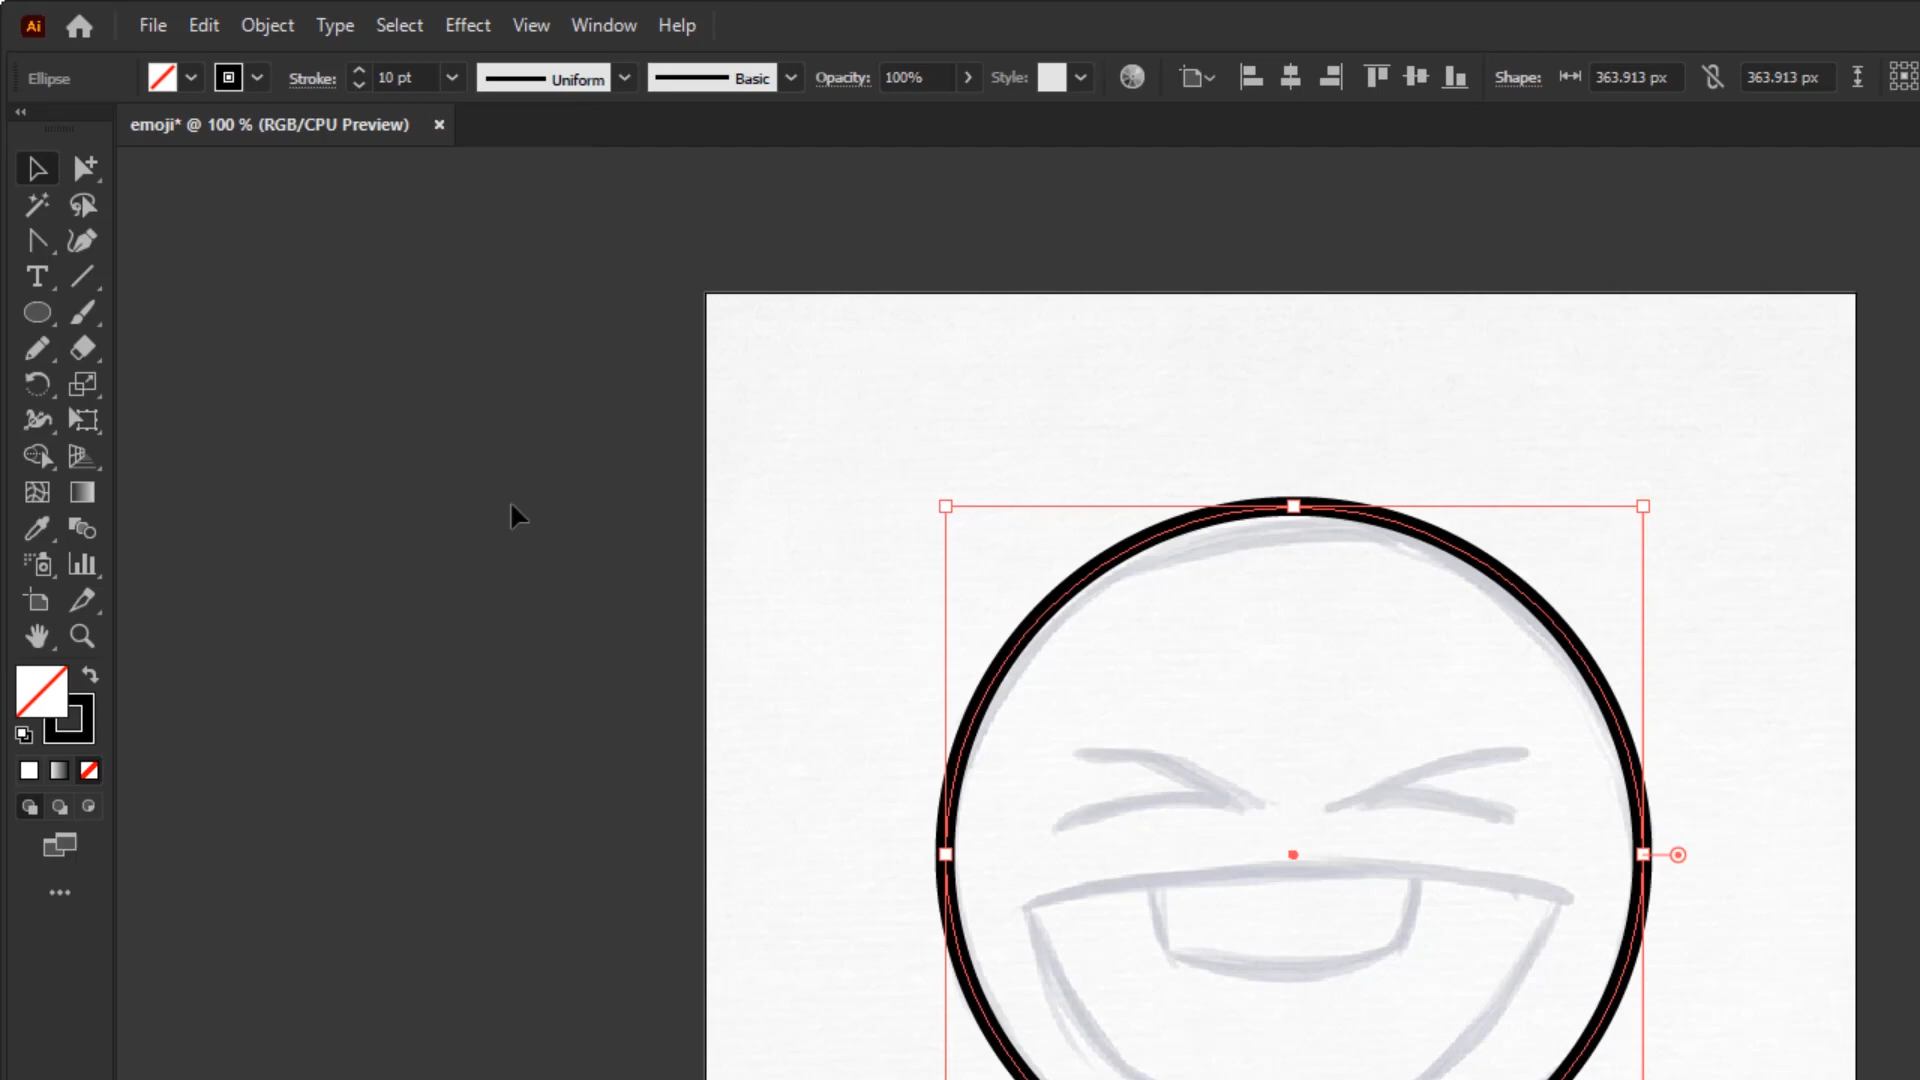 Ai File Edit Object Type Select Effect View Window Help
Ellipse Stroke: 10 pt Uniform Basic Opacity: 100% Style: Shape: 363.913 px 363.913 px
emoji* @ 100 % (RGB/CPU Preview) ×